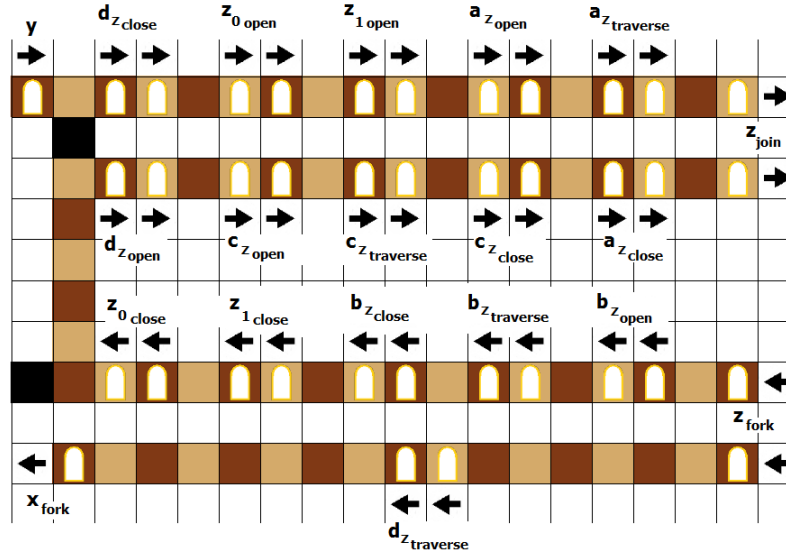 y d z close z 0 open z 1 open a z open a z traverse
z join
d z open c z open c z traverse c z close a z close
z 0 close z 1 close b z close b z traverse b z open
z fork
x fork
d z traverse